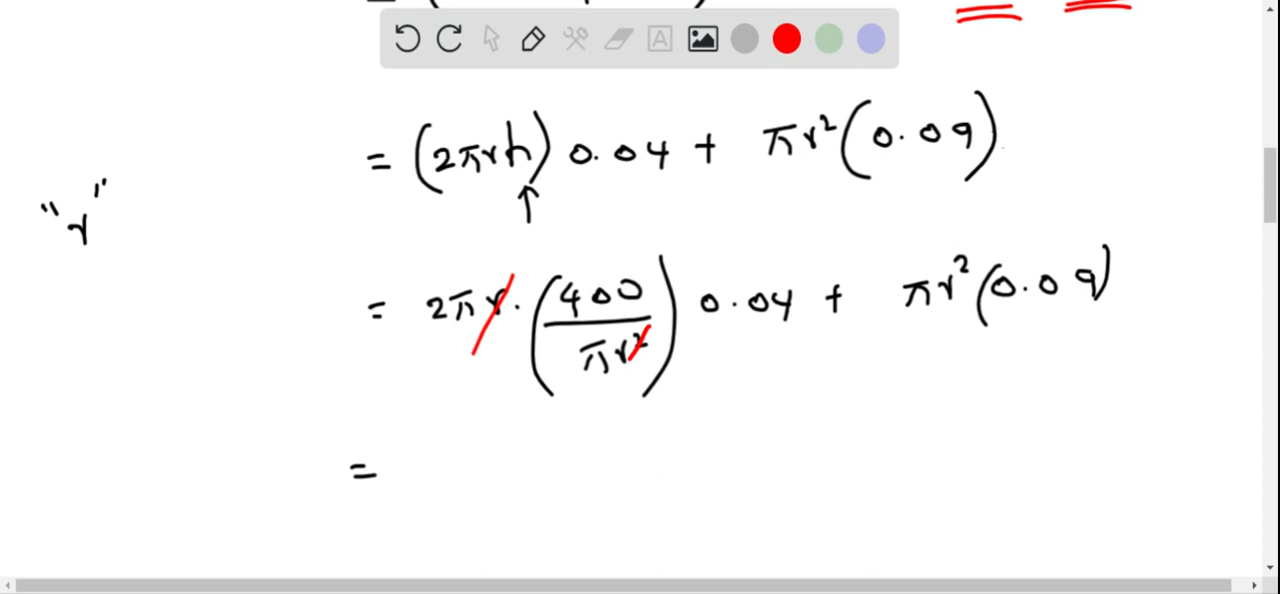 = (2πrh) 0.04 + πr²(0.09)
↑
"r"
= 2πr · (400/πr²) 0.04 + πr²(0.09)
=